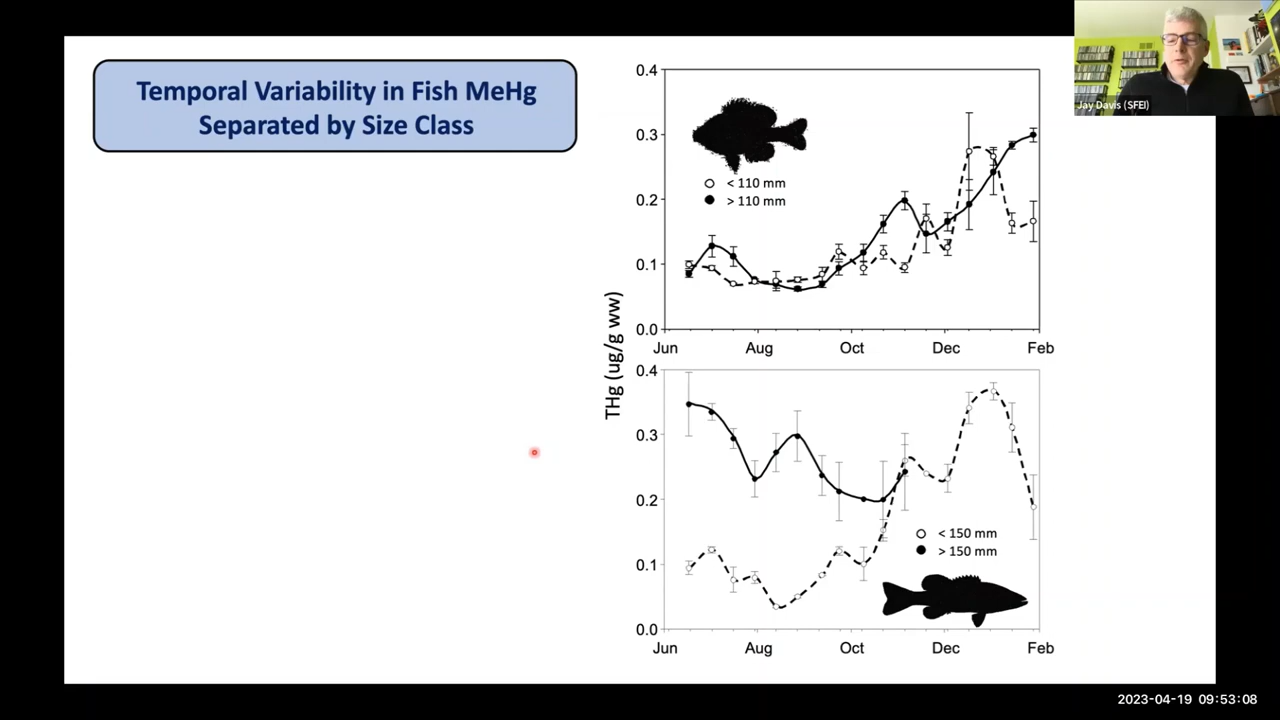 Temporal Variability in Fish MeHg
Separated by Size Class
Jay Davis (SFEI)
THg (ug/g ww)
0.4
0.3
0.2
0.1
0.0
< 110 mm
> 110 mm
Jun
Aug
Oct
Dec
Feb
0.4
0.3
0.2
0.1
0.0
< 150 mm
> 150 mm
Jun
Aug
Oct
Dec
Feb
2023-04-19 09:53:08